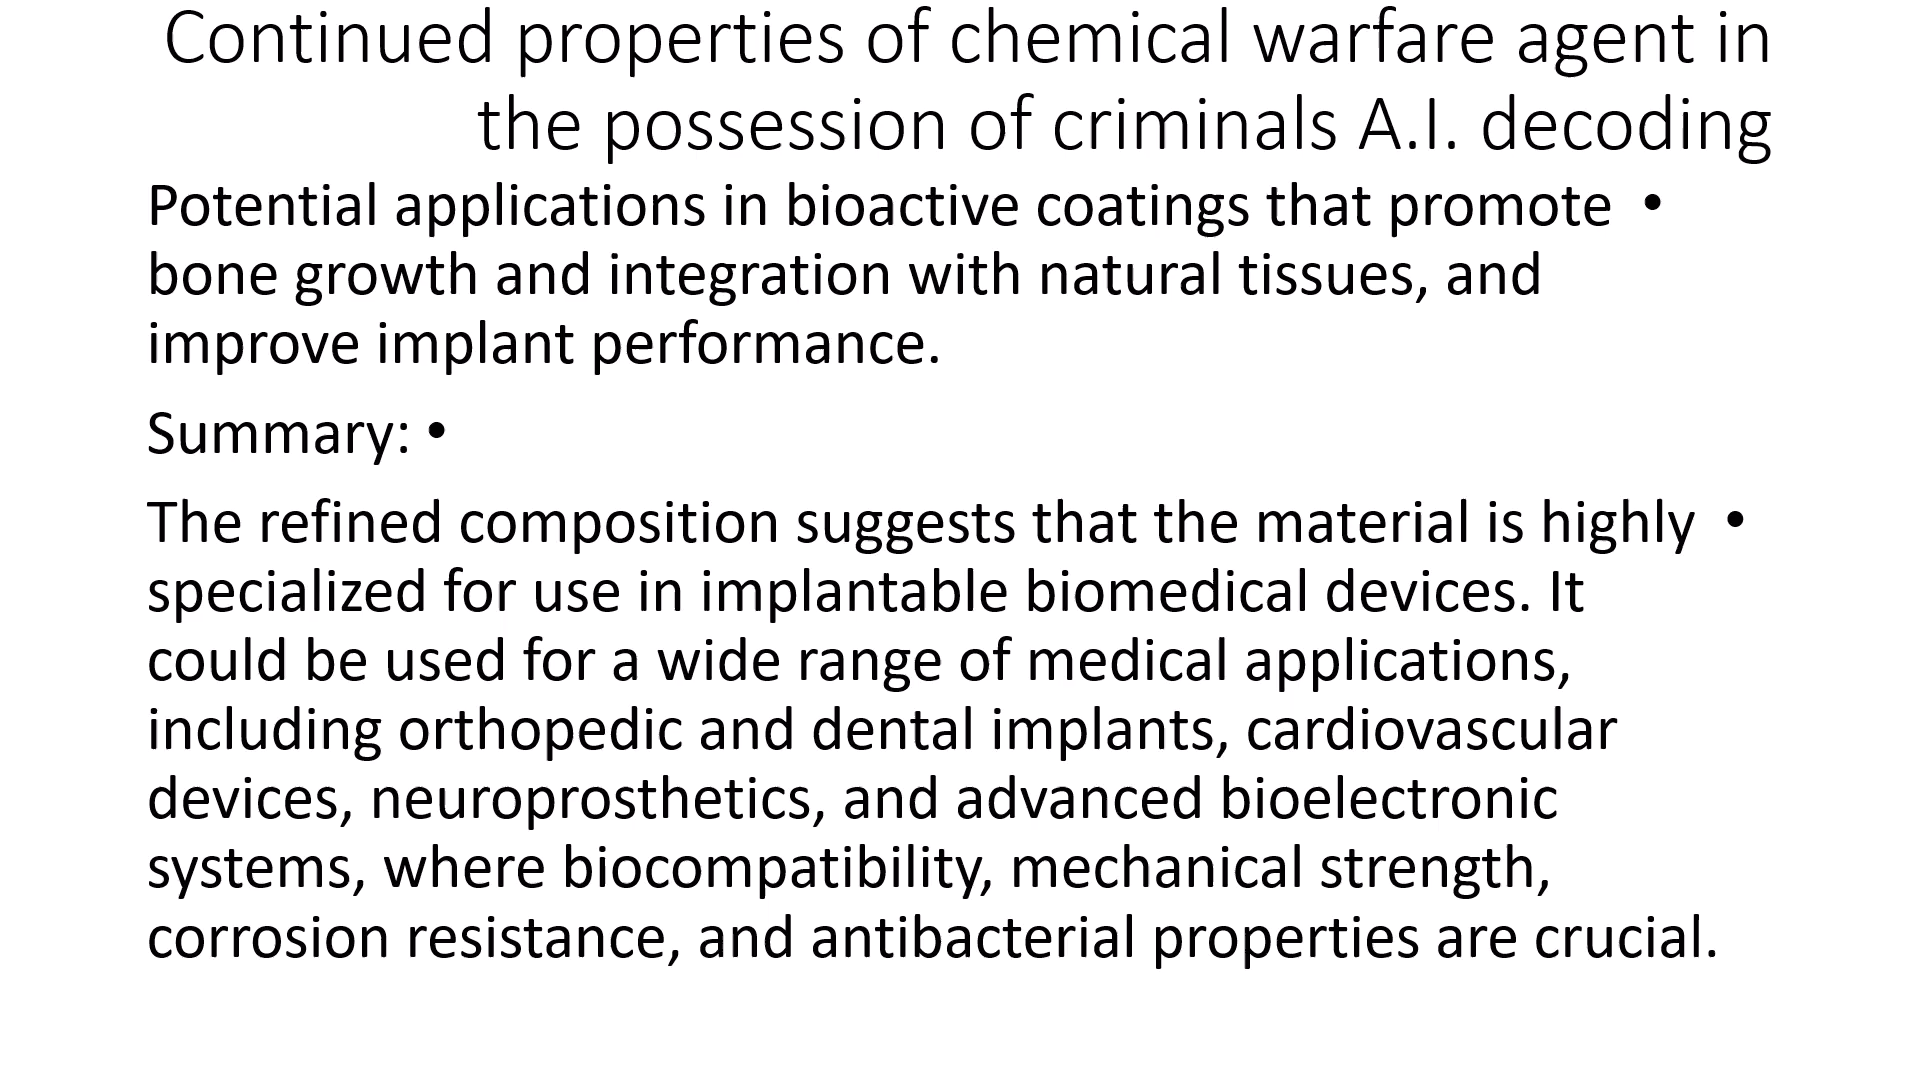 Continued properties of chemical warfare agent in
the possession of criminals A.I. decoding
Potential applications in bioactive coatings that promote •
bone growth and integration with natural tissues, and
improve implant performance.
Summary: •
The refined composition suggests that the material is highly •
specialized for use in implantable biomedical devices. It
could be used for a wide range of medical applications,
including orthopedic and dental implants, cardiovascular
devices, neuroprosthetics, and advanced bioelectronic
systems, where biocompatibility, mechanical strength,
corrosion resistance, and antibacterial properties are crucial.